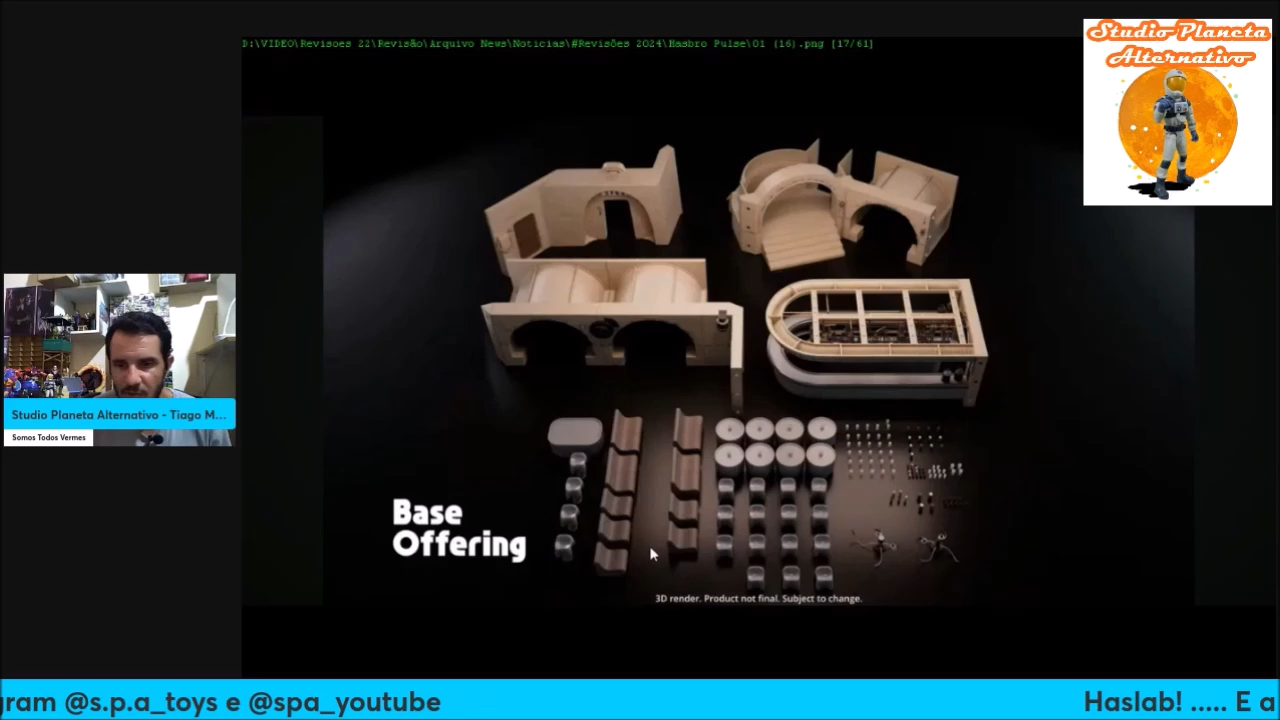 D:\VIDEO\Revisoes 22\Revisão\Arquivo News\Noticias\#Revisões 2024\Hasbro Pulse\01 (16).png [17/61]
Studio Planeta
Alternativo
Studio Planeta Alternativo - Tiago M...
Somos Todos Vermes
Base
Offering
3D render. Product not final. Subject to change.
gram @s.p.a_toys e @spa_youtube
Haslab! ..... E a